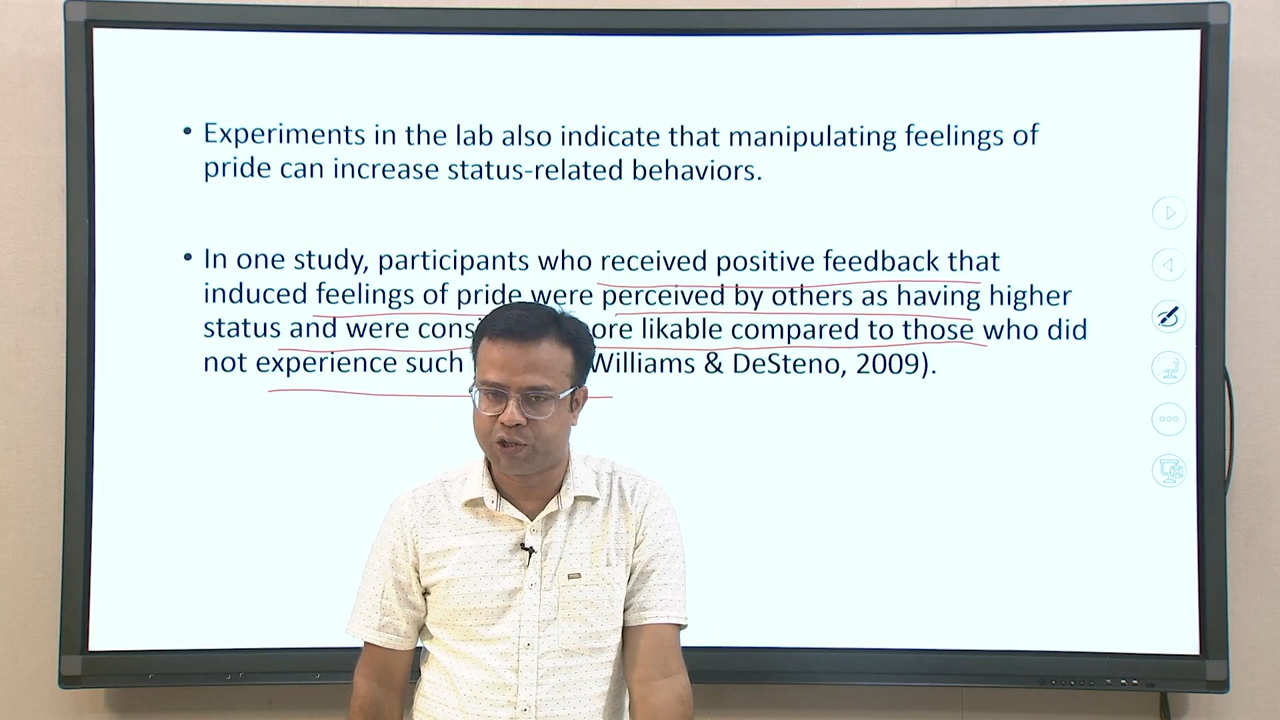 • Experiments in the lab also indicate that manipulating feelings of
pride can increase status-related behaviors.
• In one study, participants who received positive feedback that
induced feelings of pride were perceived by others as having higher
status and were ore likable compared to those who did
not experience such Williams & DeSteno, 2009).